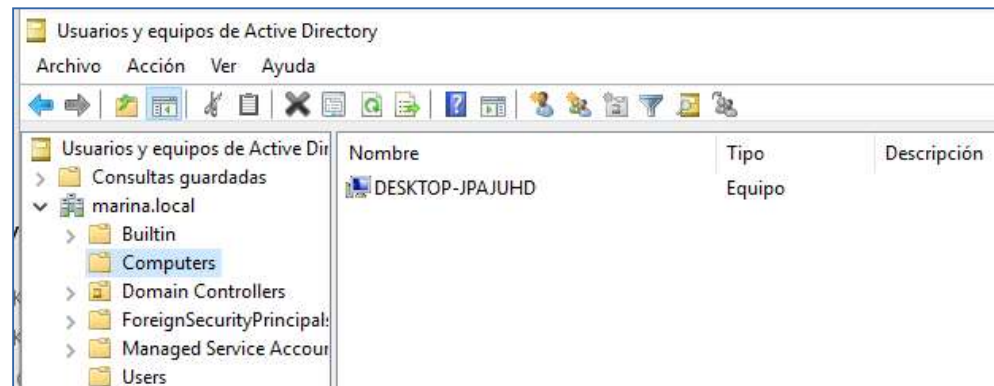 Usuarios y equipos de Active Directory
Archivo Acción Ver Ayuda
Usuarios y equipos de Active Dir
Nombre Tipo Descripción
Consultas guardadas
DESKTOP-JPAJUHD Equipo
marina.local
Builtin
Computers
Domain Controllers
ForeignSecurityPrincipal
Managed Service Accour
Users